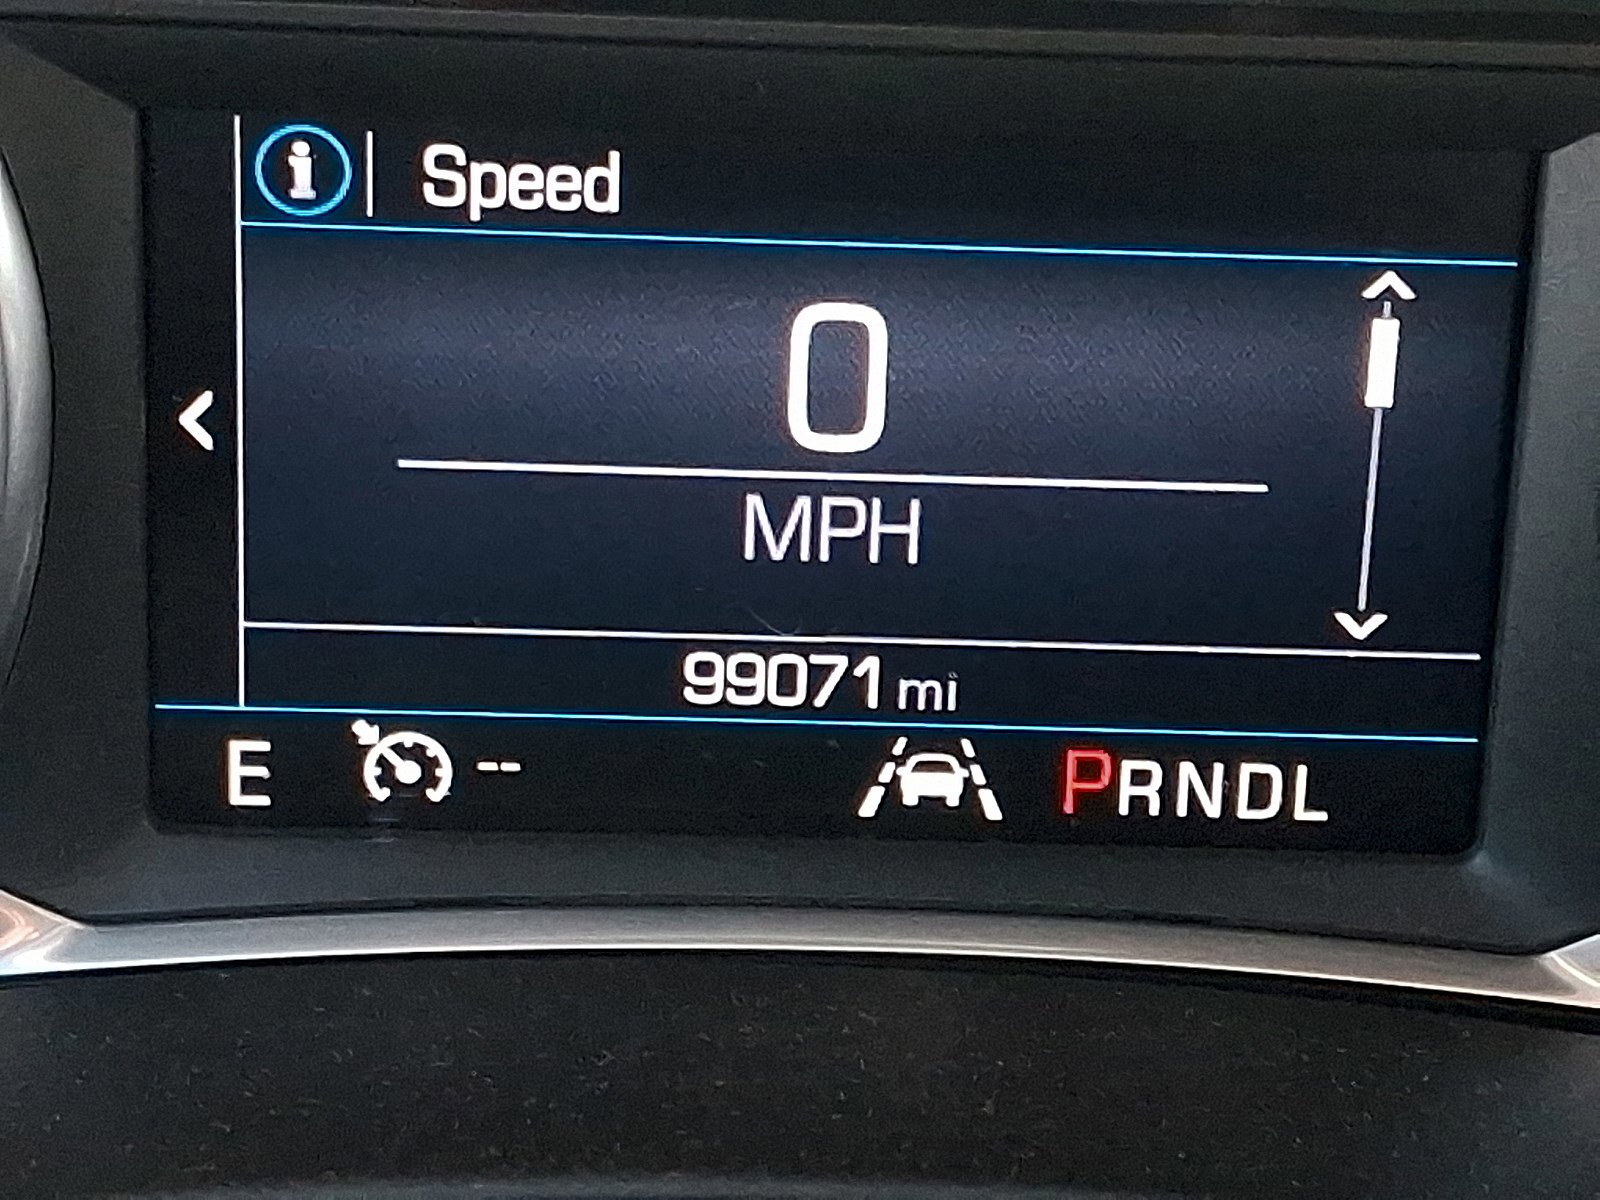 i Speed
0
MPH
99071 mi
E -- PRNDL